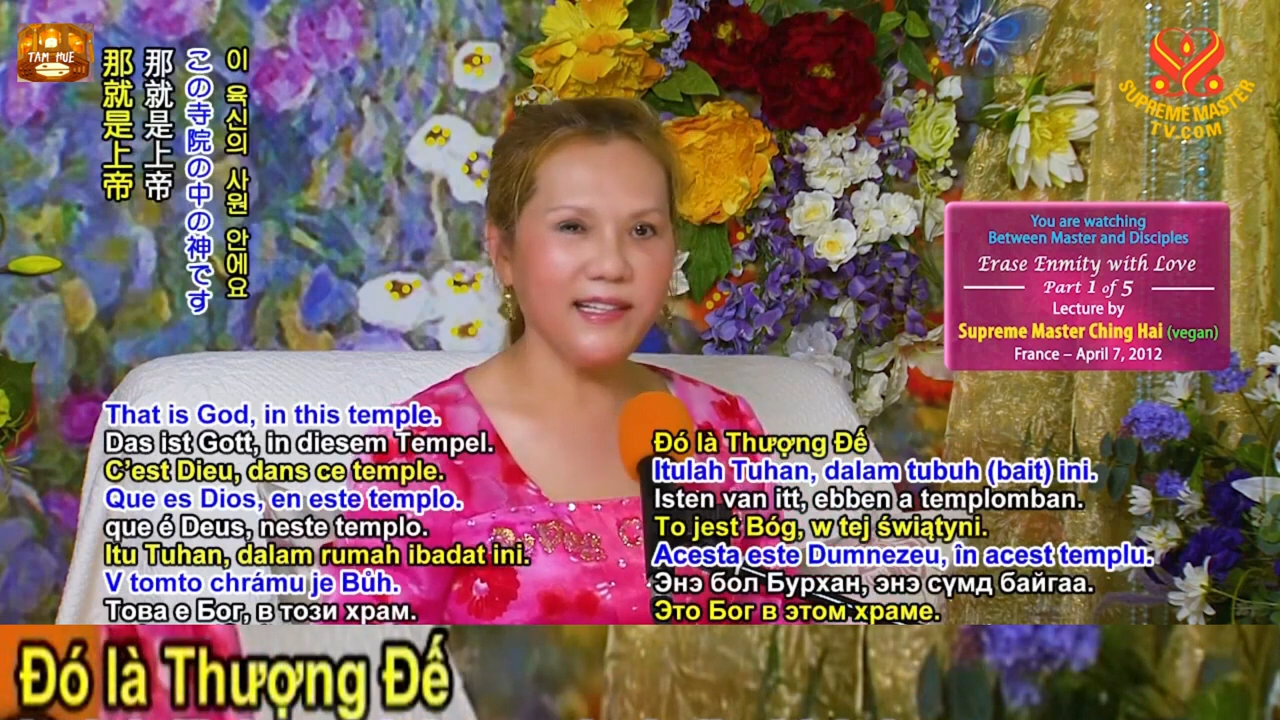 TAM HUE
那就是上帝
那就是上帝
この寺院の中の神です
이 육신의 사원 안에요
SUPREME MASTER
TV.COM
You are watching
Between Master and Disciples
Erase Enmity with Love
Part 1 of 5
Lecture by
Supreme Master Ching Hai (vegan)
France – April 7, 2012
That is God, in this temple.
Das ist Gott, in diesem Tempel.
C'est Dieu, dans ce temple.
Que es Dios, en este templo.
que é Deus, neste templo.
Itu Tuhan, dalam rumah ibadat ini.
V tomto chrámu je Bůh.
Това е Бог, в този храм.
Đó là Thượng Đế
Itulah Tuhan, dalam tubuh (bait) ini.
Isten van itt, ebben a templomban.
To jest Bóg, w tej świątyni.
Acesta este Dumnezeu, în acest templu.
Энэ бол Бурхан, энэ сүмд байгаа.
Это Бог в этом храме.
Đó là Thượng Đế